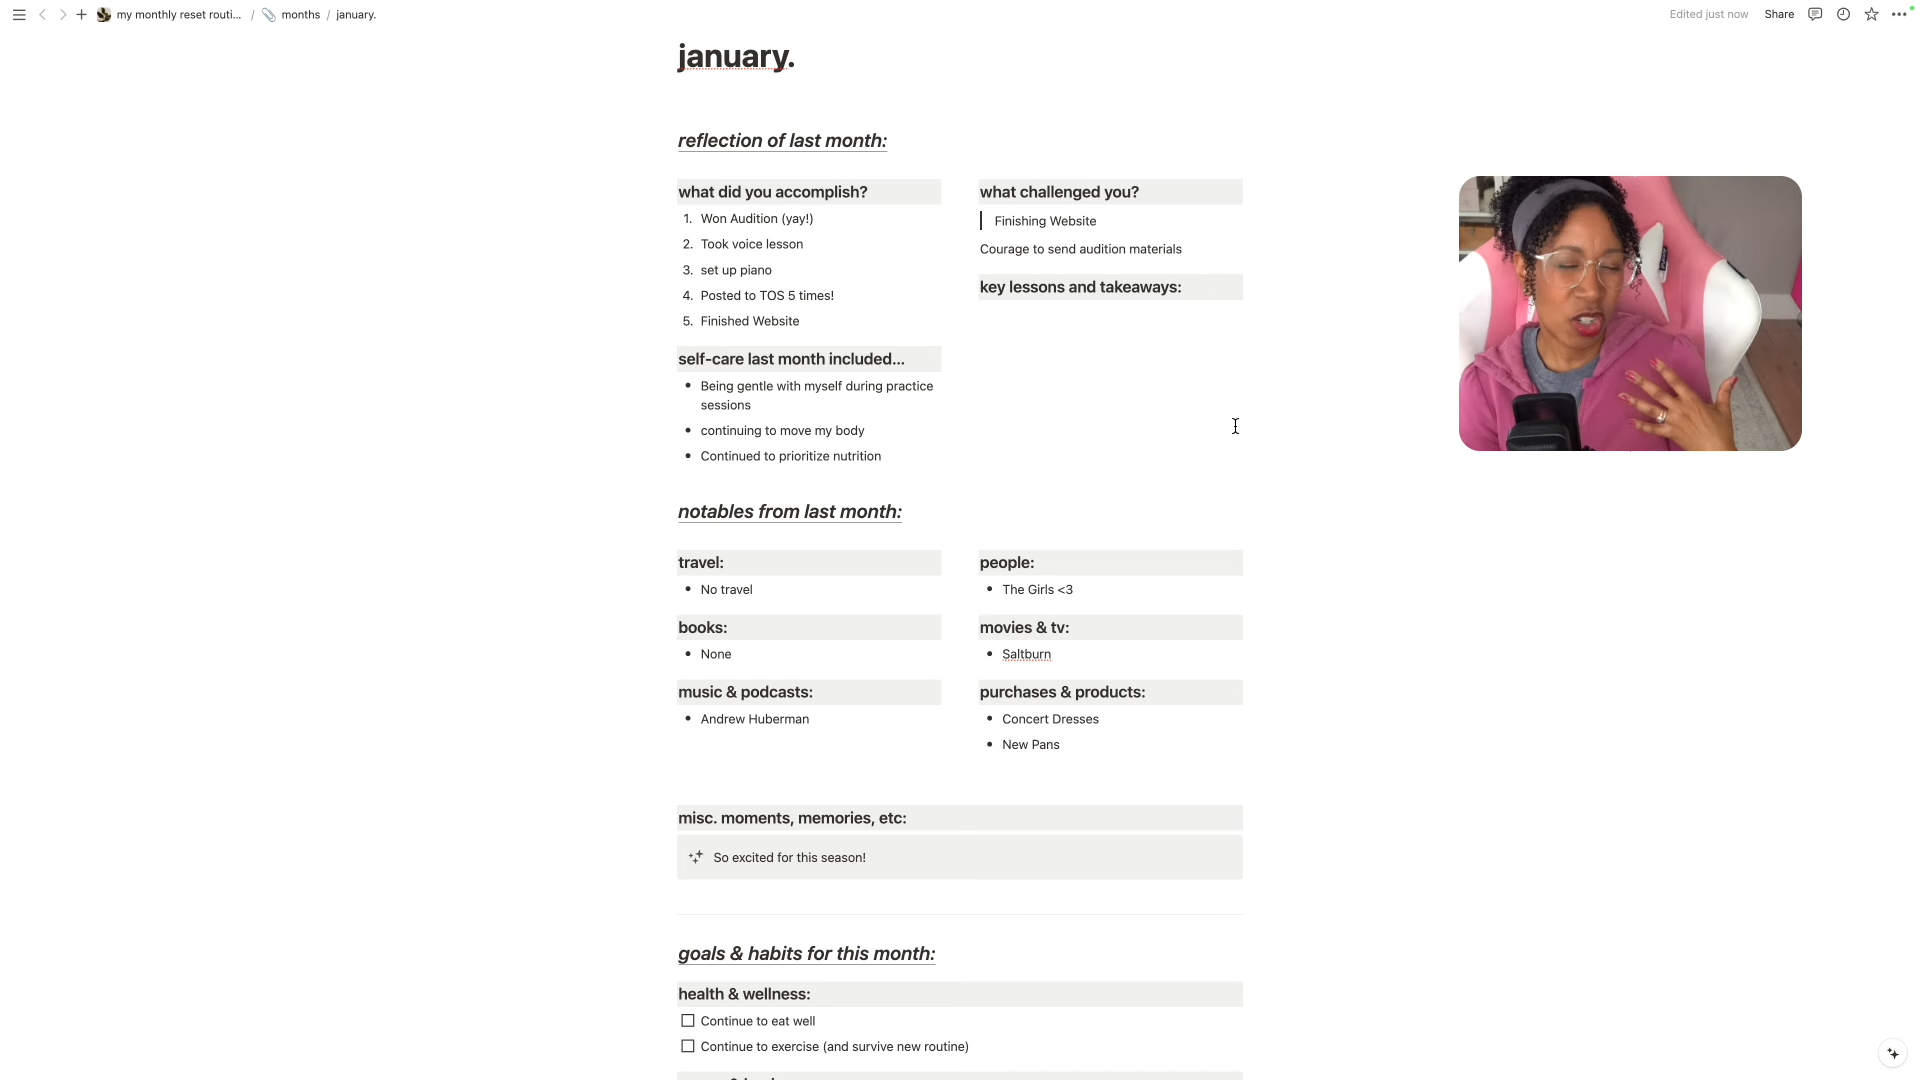 my monthly reset routi... / months / january.
Edited just now Share
january.
reflection of last month:
what did you accomplish?
1. Won Audition (yay!)
2. Took voice lesson
3. set up piano
4. Posted to TOS 5 times!
5. Finished Website
self-care last month included...
• Being gentle with myself during practice
sessions
• continuing to move my body
• Continued to prioritize nutrition
what challenged you?
Finishing Website
Courage to send audition materials
key lessons and takeaways:
notables from last month:
travel:
• No travel
books:
• None
music & podcasts:
• Andrew Huberman
people:
• The Girls <3
movies & tv:
• Saltburn
purchases & products:
• Concert Dresses
• New Pans
misc. moments, memories, etc:
So excited for this season!
goals & habits for this month:
health & wellness:
Continue to eat well
Continue to exercise (and survive new routine)